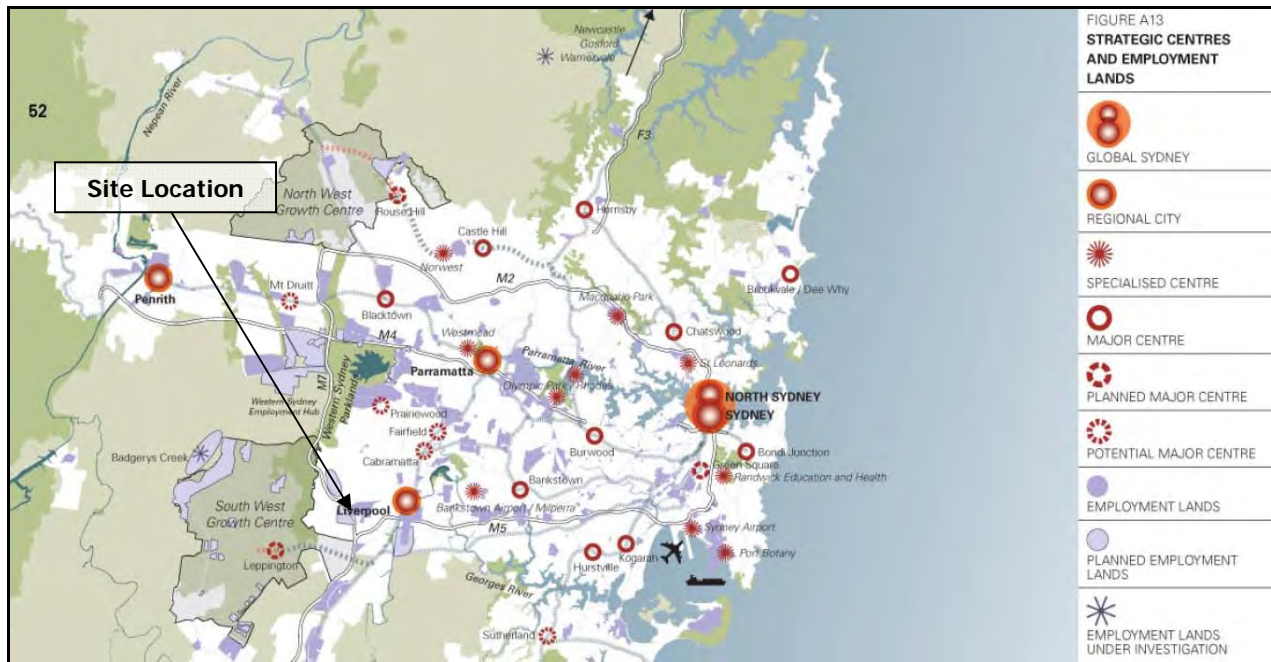 52
Site Location
Nepean River
Newcastle
Gosford
Warnervale
F3
North West
Growth Centre
Rouse Hill
Hornsby
Castle Hill
Norwest
M2
Brookvale / Dee Why
Penrith
Mt Druitt
Blacktown
Macquarie Park
Chatswood
M4
Westmead
Parramatta
Parramatta River
St Leonards
M7
Western Sydney
Parklands
Western Sydney
Employment Hub
Olympic Park / Rhodes
NORTH SYDNEY
SYDNEY
Prairiewood
Fairfield
Cabramatta
Burwood
Bondi Junction
Green Square
Randwick Education and Health
Badgerys Creek
South West
Growth Centre
Liverpool
Bankstown
Bankstown Airport / Milperra
M5
Sydney Airport
Leppington
Kogarah
Hurstville
Port Botany
Georges River
Sutherland
FIGURE A13
STRATEGIC CENTRES
AND EMPLOYMENT
LANDS
GLOBAL SYDNEY
REGIONAL CITY
SPECIALISED CENTRE
MAJOR CENTRE
PLANNED MAJOR CENTRE
POTENTIAL MAJOR CENTRE
EMPLOYMENT LANDS
PLANNED EMPLOYMENT
LANDS
EMPLOYMENT LANDS
UNDER INVESTIGATION